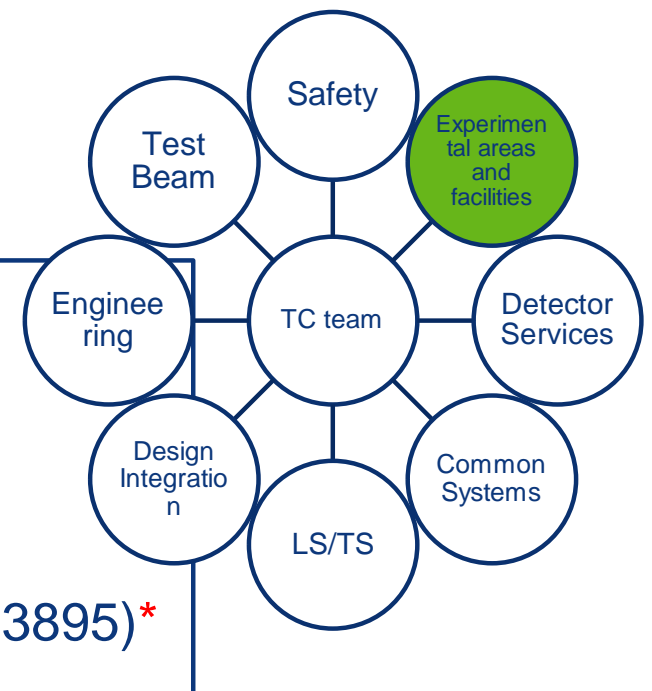 Safety
Test
Beam
Experimen
tal areas
and
facilities
Enginee
ring
TC team
Detector
Services
Design
Integratio
n
Common
Systems
LS/TS
3895)*